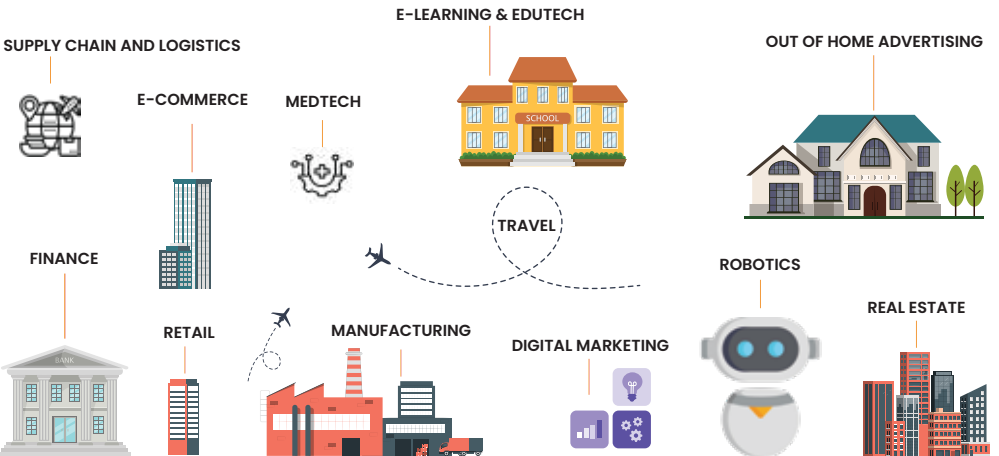 E-LEARNING & EDUTECH
OUT OF HOME ADVERTISING
SUPPLY CHAIN AND LOGISTICS
E-COMMERCE
MEDTECH
SCHOOL
TRAVEL
FINANCE
ROBOTICS
REAL ESTATE
RETAIL
MANUFACTURING
DIGITAL MARKETING
BANK